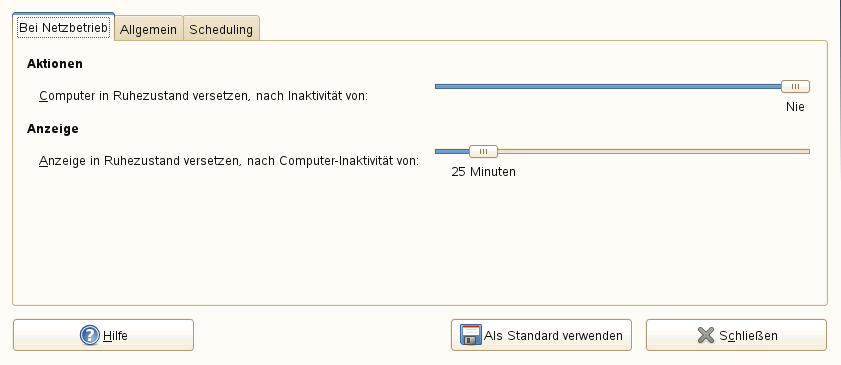 Bei Netzbetrieb Allgemein Scheduling
Aktionen
Computer in Ruhezustand versetzen, nach Inaktivität von:
Nie
Anzeige
Anzeige in Ruhezustand versetzen, nach Computer-Inaktivität von:
25 Minuten
Hilfe Als Standard verwenden Schließen